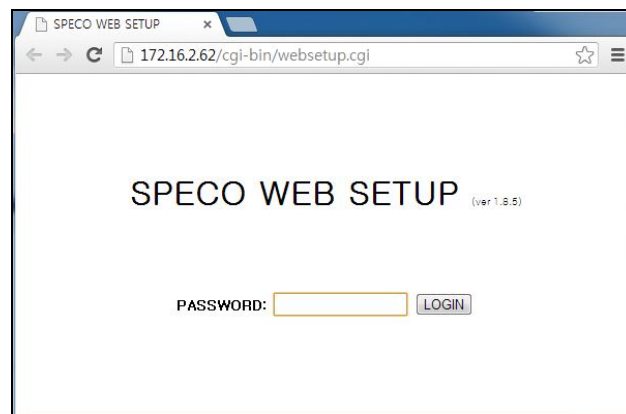 SPECO WEB SETUP ×
172.16.2.62/cgi-bin/websetup.cgi
SPECO WEB SETUP (ver 1.8.5)
PASSWORD: LOGIN